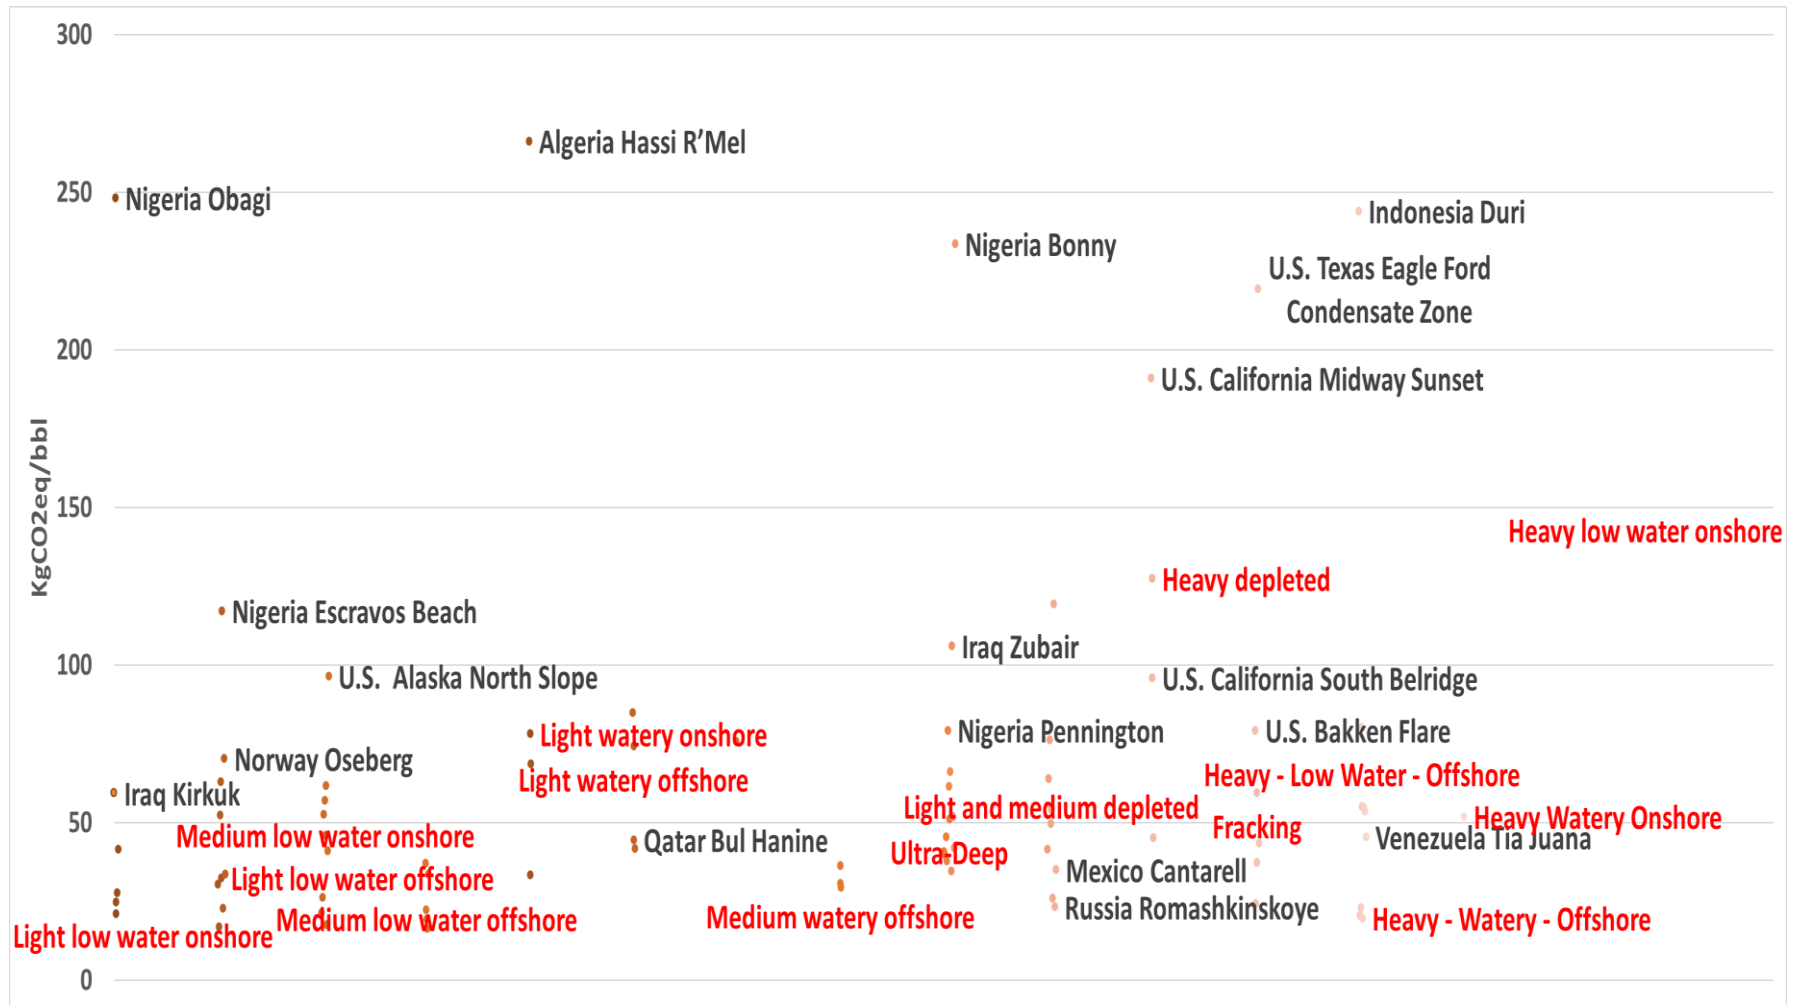 300
Algeria Hassi R’Mel
250
Nigeria Obagi
Indonesia Duri
Nigeria Bonny
U.S. Texas Eagle Ford
Condensate Zone
200
U.S. California Midway Sunset
KgCO2eq/bbl
150
Heavy low water onshore
Heavy depleted
Nigeria Escravos Beach
Iraq Zubair
100
U.S. Alaska North Slope
U.S. California South Belridge
Light watery onshore
Nigeria Pennington
U.S. Bakken Flare
Norway Oseberg
Light watery offshore
Heavy - Low Water - Offshore
Iraq Kirkuk
Light and medium depleted
50
Heavy Watery Onshore
Fracking
Medium low water onshore
Qatar Bul Hanine
Venezuela Tia Juana
Ultra-Deep
Light low water offshore
Mexico Cantarell
Russia Romashkinskoye
Medium low water offshore
Medium watery offshore
Heavy - Watery - Offshore
Light low water onshore
0